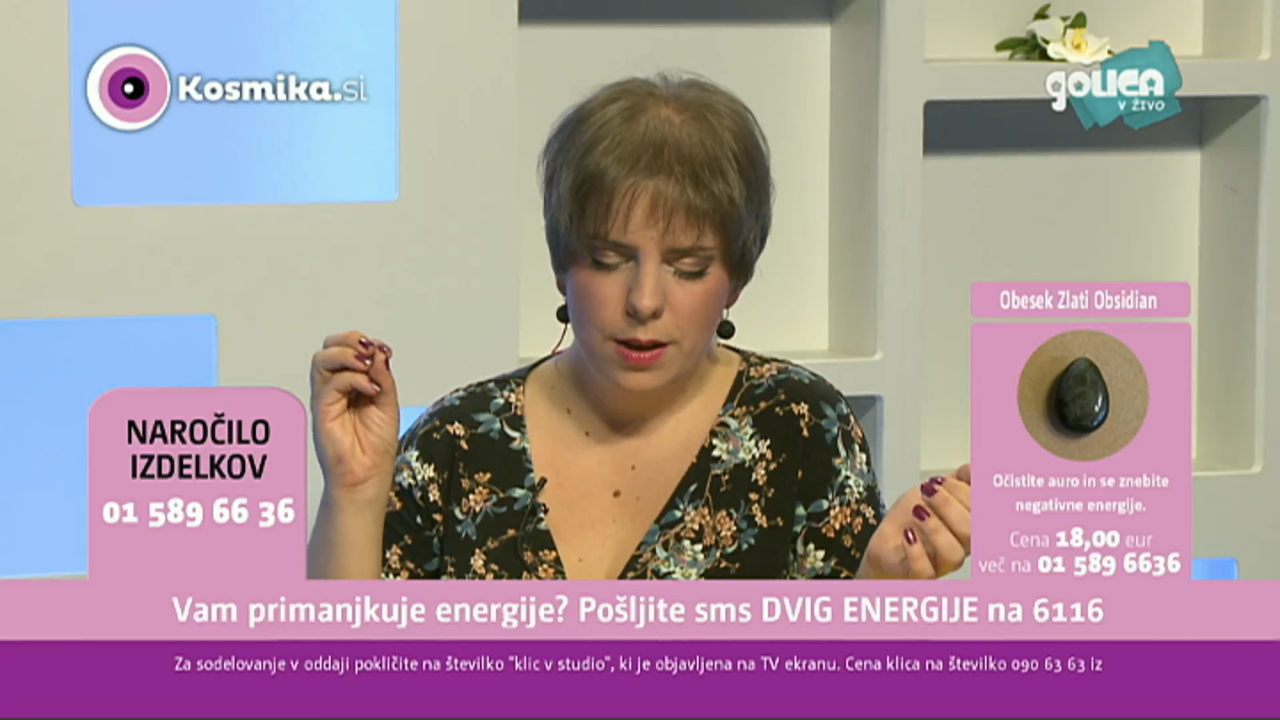 Kosmika.si
GOLICA
V ŽIVO
Obesek Zlati Obsidian
NAROČILO
IZDELKOV
01 589 66 36
Očistite auro in se znebite
negativne energije.
Cena 18,00 eur
več na 01 589 6636
Vam primanjkuje energije? Pošljite sms DVIG ENERGIJE na 6116
Za sodelovanje v oddaji pokličite na številko "klic v studio", ki je objavljena na TV ekranu. Cena klica na številko 090 63 63 iz